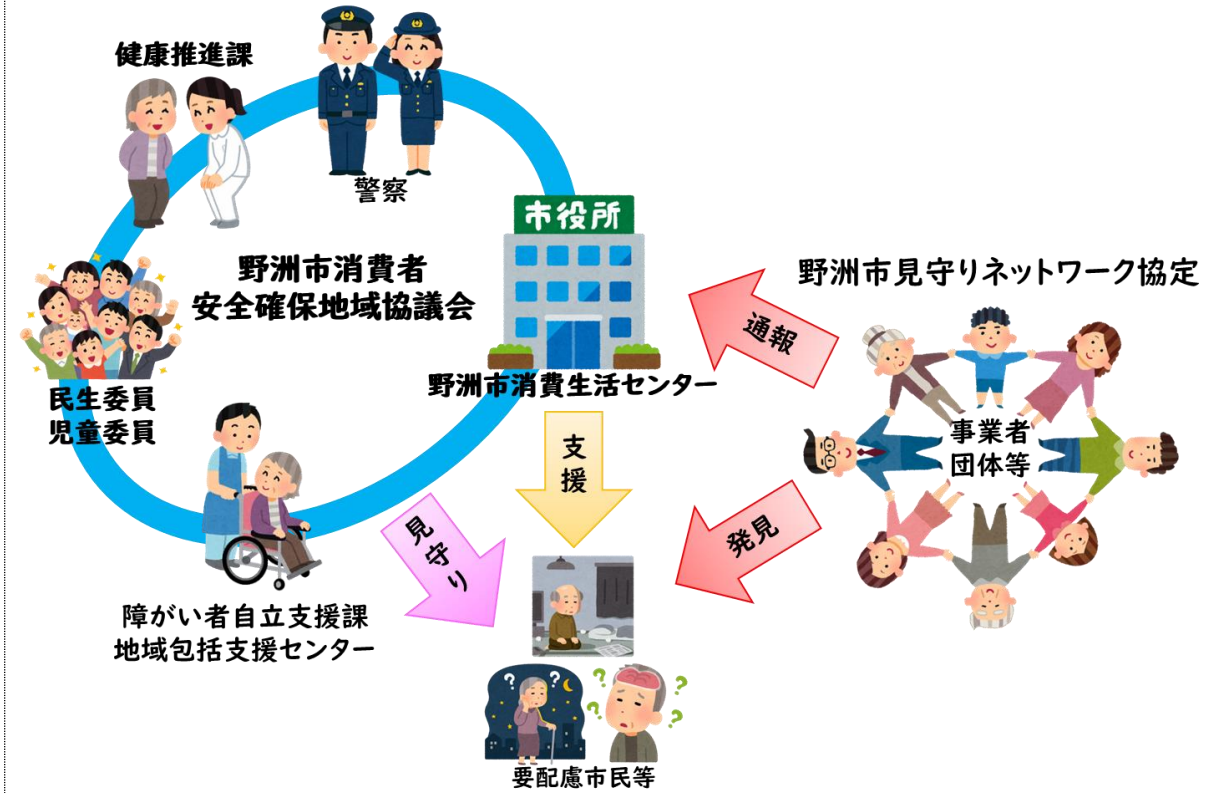 健康推進課
警察
市役所
野洲市消費者
安全確保地域協議会
野洲市消費生活センター
民生委員
児童委員
障がい者自立支援課
地域包括支援センター
野洲市見守りネットワーク協定
通報
事業者
団体等
支援
見守り
発見
? ?
? ? ? ?
要配慮市民等